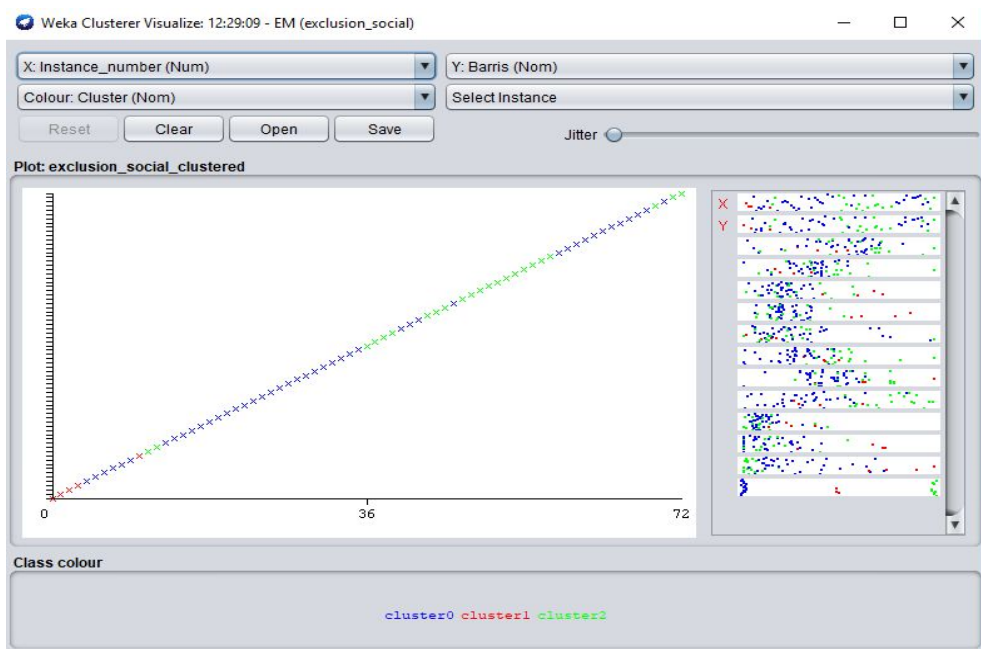 Weka Clusterer Visualize: 12:29:09 - EM (exclusion_social)
X: Instance_number (Num) Y: Barris (Nom)
Colour: Cluster (Nom) Select Instance
Reset Clear Open Save Jitter
Plot: exclusion_social_clustered
X
Y
0 36 72
Class colour
cluster0 cluster1 cluster2